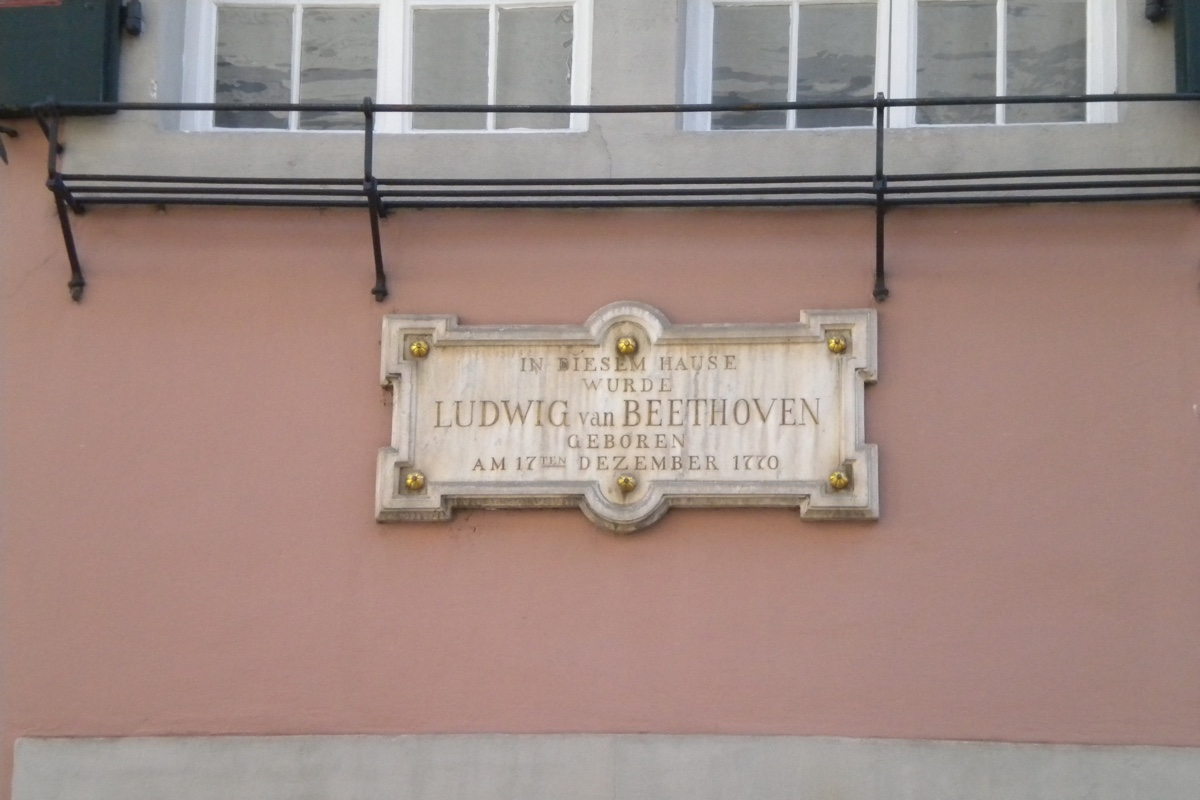 IN DIESEM HAUSE
WURDE
LUDWIG van BEETHOVEN
GEBOREN
AM 17TEN DEZEMBER 1770